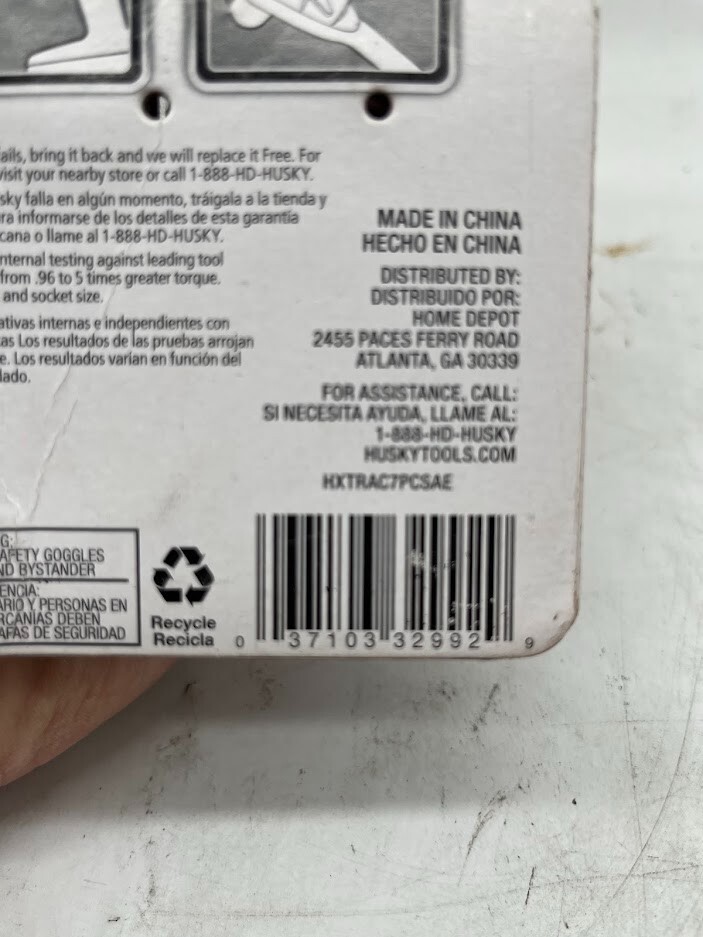 ails, bring it back and we will replace it Free. For
visit your nearby store or call 1-888-HD-HUSKY.
sky falla en algún momento, tráigala a la tienda y
ra informarse de los detalles de esta garantía
cana o llame al 1-888-HD-HUSKY.
nternal testing against leading tool
from .96 to 5 times greater torque.
and socket size.
ativas internas e independientes con
as Los resultados de las pruebas arrojan
e. Los resultados varían en función del
lado.
MADE IN CHINA
HECHO EN CHINA
DISTRIBUTED BY:
DISTRIBUIDO POR:
HOME DEPOT
2455 PACES FERRY ROAD
ATLANTA, GA 30339
FOR ASSISTANCE, CALL:
SI NECESITA AYUDA, LLAME AL:
1-888-HD-HUSKY
HUSKYTOOLS.COM
HXTRAC7PCSAE
G:
AFETY GOGGLES
ND BYSTANDER
ENCIA:
ARIO Y PERSONAS EN
RCANÍAS DEBEN
AFAS DE SEGURIDAD
Recycle
Recicla
0 37103 32992 9